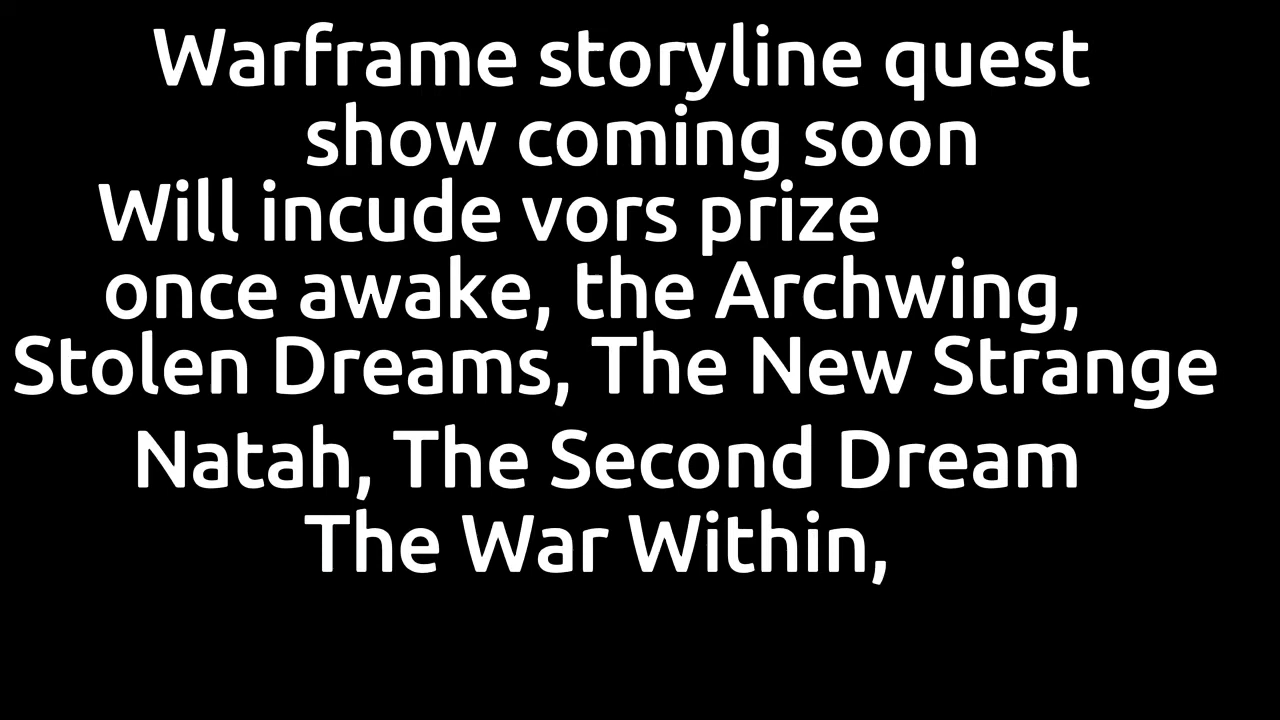 Warframe storyline quest
show coming soon
Will incude vors prize
once awake, the Archwing,
Stolen Dreams, The New Strange
Natah, The Second Dream
The War Within,